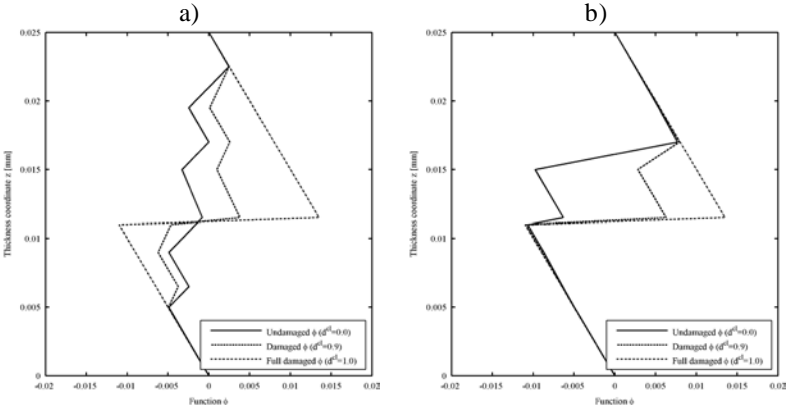 a)
b)
0.025
0.02
0.015
0.01
0.005
0
Thickness coordinate z [mm]
-0.02 -0.015 -0.01 -0.005 0 0.005 0.01 0.015 0.02
Function ϕ
Undamaged ϕ (d^el=0.0)
Damaged ϕ (d^el=0.9)
Full damaged ϕ (d^el=1.0)
0.025
0.02
0.015
0.01
0.005
0
Thickness coordinate z [mm]
-0.02 -0.015 -0.01 -0.005 0 0.005 0.01 0.015 0.02
Function ϕ
Undamaged ϕ (d^el=0.0)
Damaged ϕ (d^el=0.9)
Full damaged ϕ (d^el=1.0)